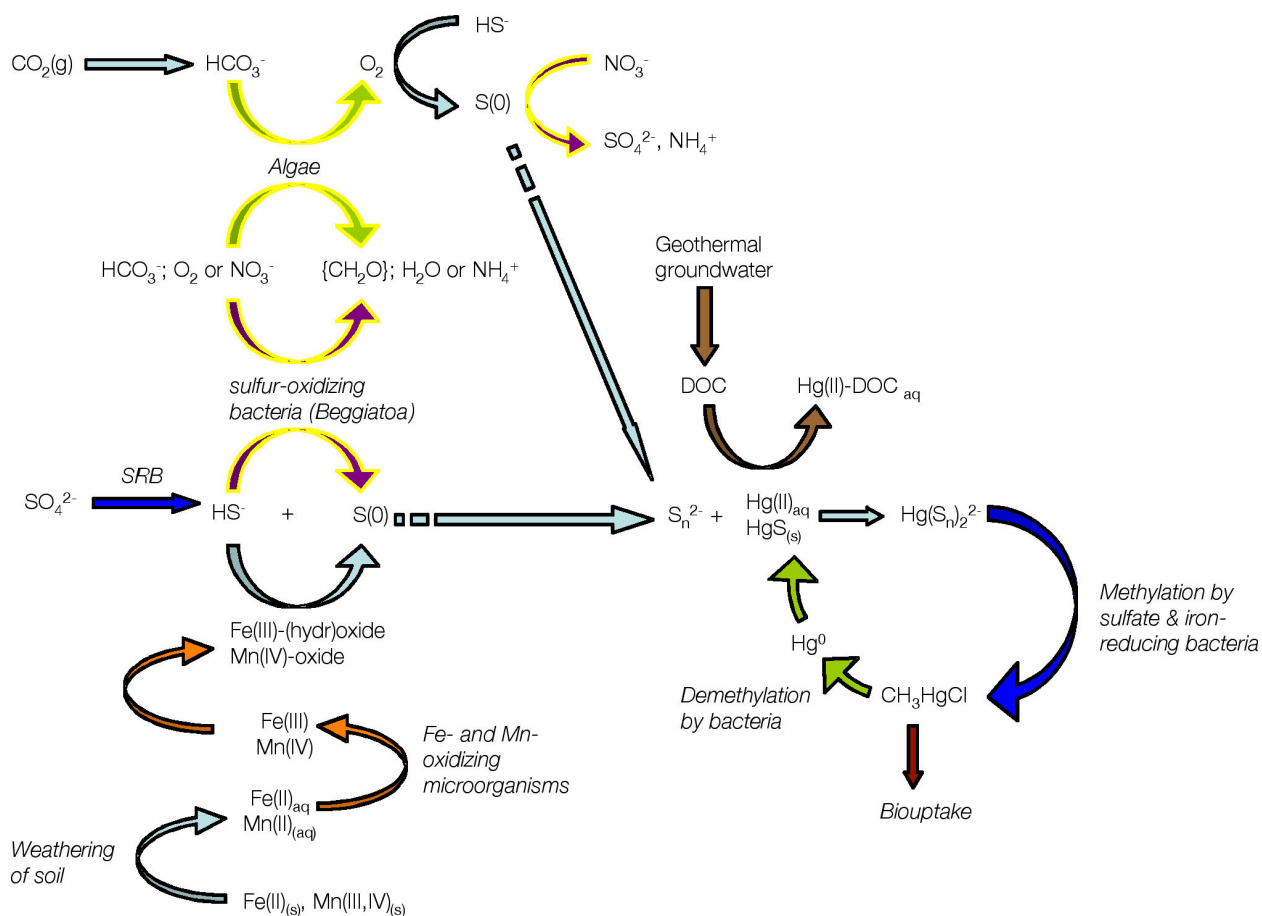 CO₂(g)
HCO₃⁻
O₂
HS⁻
NO₃⁻
S(0)
SO₄²⁻, NH₄⁺
Algae
HCO₃⁻; O₂ or NO₃⁻
{CH₂O}; H₂O or NH₄⁺
Geothermal
groundwater
sulfur-oxidizing
bacteria (Beggiatoa)
DOC
Hg(II)-DOC aq
SRB
SO₄²⁻
HS⁻
+
S(0)
Sₙ²⁻ +
Hg(II)aq
HgS(s)
Hg(Sₙ)₂²⁻
Methylation by
sulfate & iron-
reducing bacteria
Fe(III)-(hydr)oxide
Mn(IV)-oxide
Hg⁰
Demethylation
by bacteria
CH₃HgCl
Fe(III)
Mn(IV)
Fe- and Mn-
oxidizing
microorganisms
Fe(II)aq
Mn(II)(aq)
Biouptake
Weathering
of soil
Fe(II)(s), Mn(III,IV)(s)